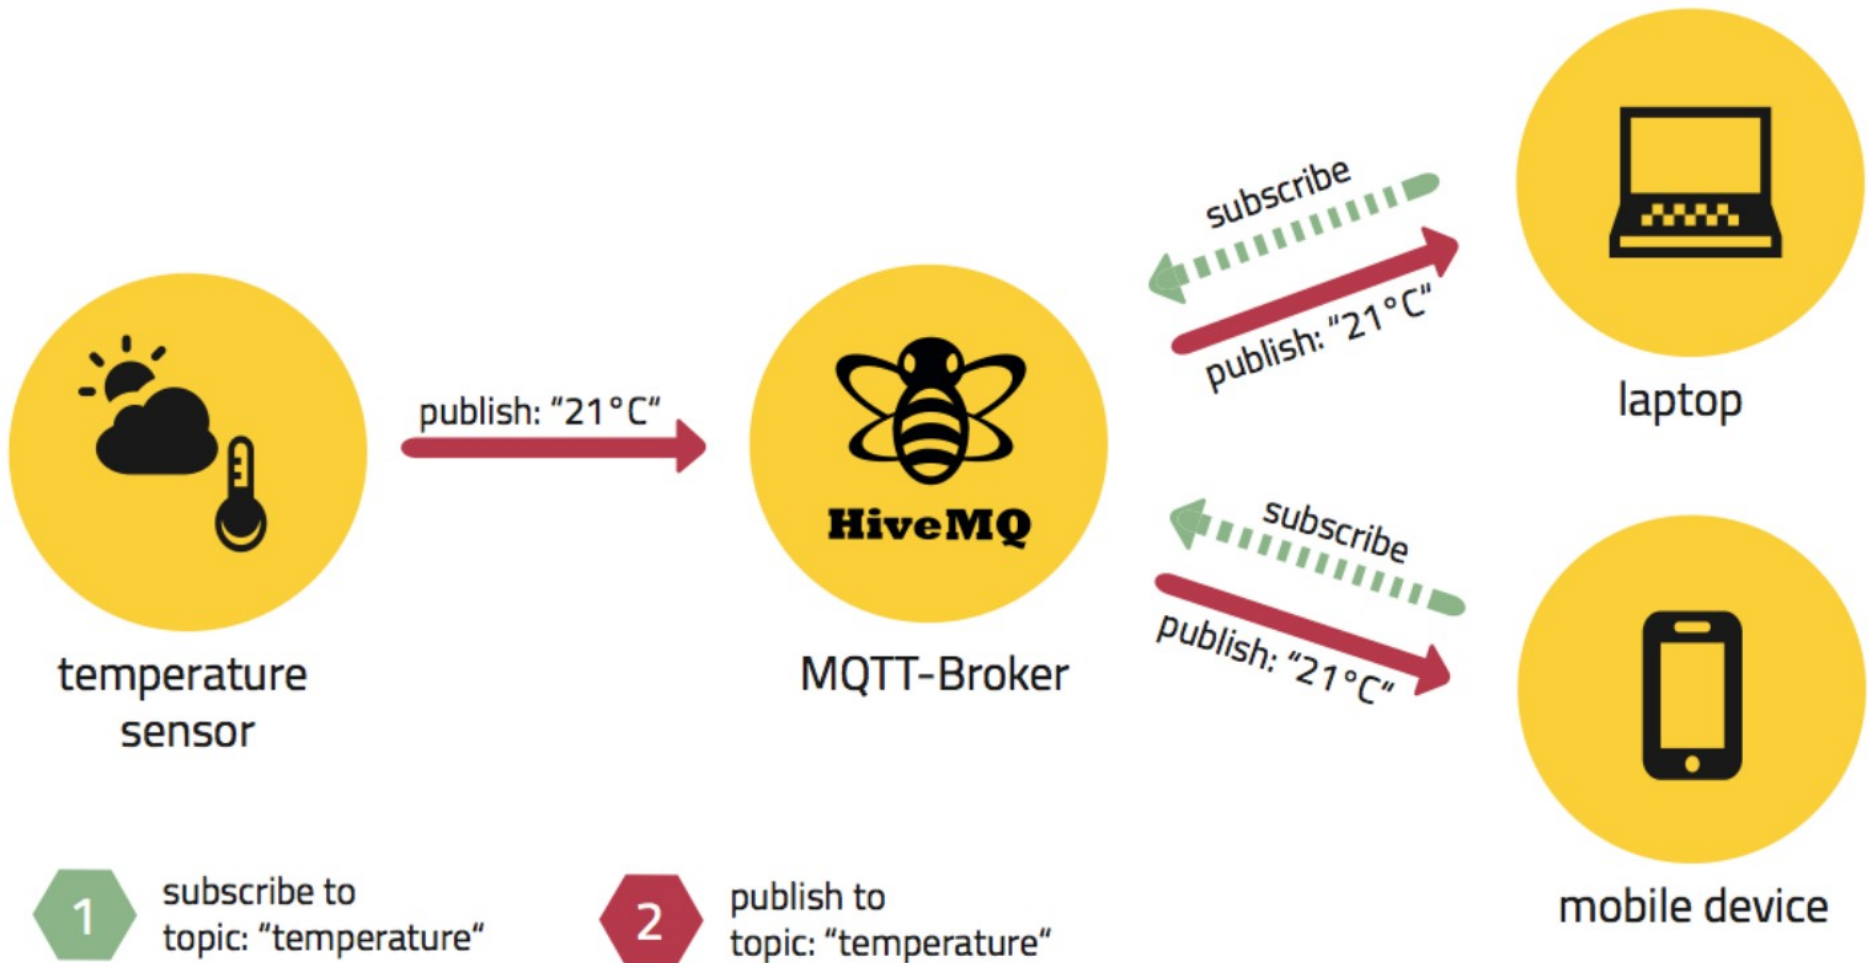 publish: “21°C“
temperature
sensor
HiveMQ
MQTT-Broker
subscribe
publish: “21°C“
laptop
subscribe
publish: “21°C“
mobile device
1
subscribe to
topic: “temperature“
2
publish to
topic: “temperature“